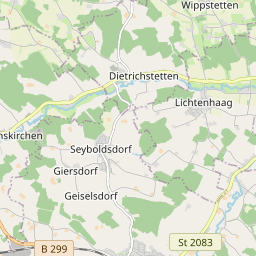 Wippstetten
Dietrichstetten
Lichtenhaag
nskirchen
Seyboldsdorf
Giersdorf
Geiselsdorf
B 299
St 2083